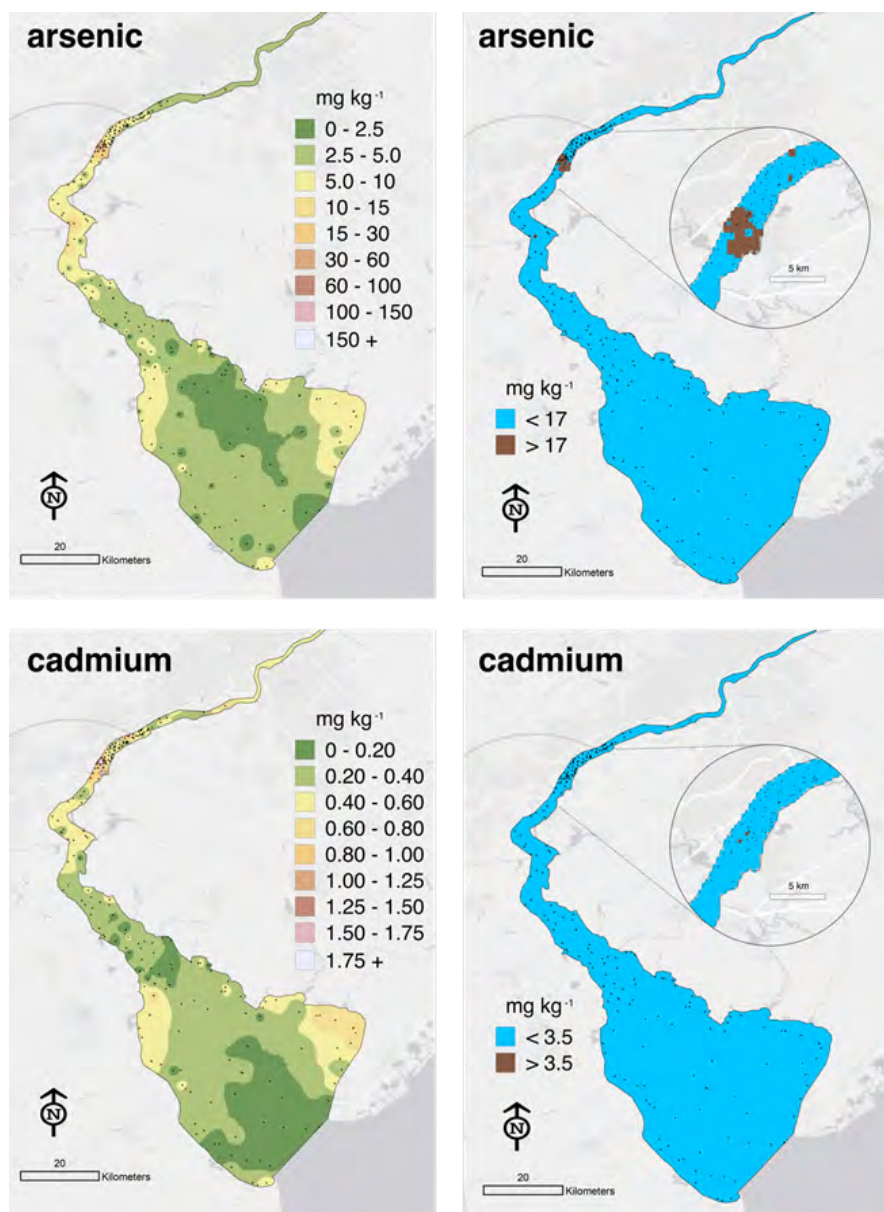 arsenic
mg kg⁻¹
0 - 2.5
2.5 - 5.0
5.0 - 10
10 - 15
15 - 30
30 - 60
60 - 100
100 - 150
150 +
N
20
Kilometers
arsenic
5 km
mg kg⁻¹
< 17
> 17
N
20
Kilometers
cadmium
mg kg⁻¹
0 - 0.20
0.20 - 0.40
0.40 - 0.60
0.60 - 0.80
0.80 - 1.00
1.00 - 1.25
1.25 - 1.50
1.50 - 1.75
1.75 +
N
20
Kilometers
cadmium
5 km
mg kg⁻¹
< 3.5
> 3.5
N
20
Kilometers